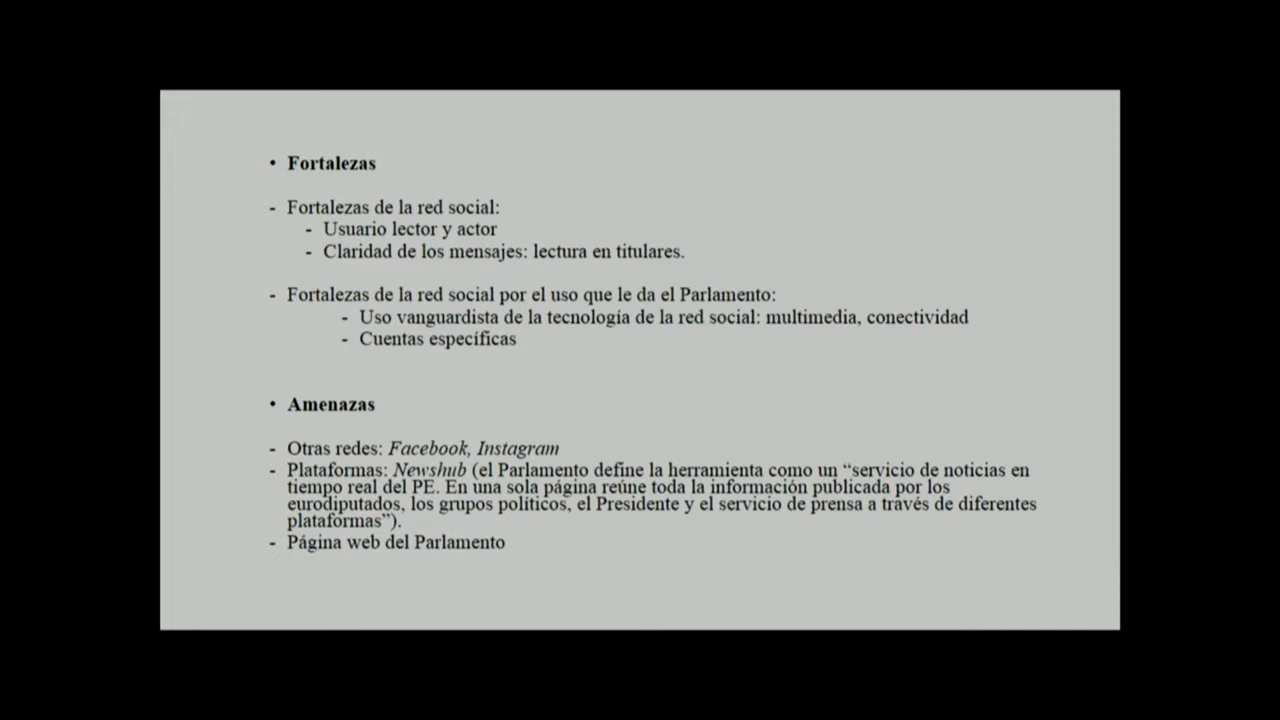 • Fortalezas
- Fortalezas de la red social:
- Usuario lector y actor
- Claridad de los mensajes: lectura en titulares.
- Fortalezas de la red social por el uso que le da el Parlamento:
- Uso vanguardista de la tecnología de la red social: multimedia, conectividad
- Cuentas específicas
• Amenazas
- Otras redes: Facebook, Instagram
- Plataformas: Newshub (el Parlamento define la herramienta como un “servicio de noticias en
tiempo real del PE. En una sola página reúne toda la información publicada por los
eurodiputados, los grupos políticos, el Presidente y el servicio de prensa a través de diferentes
plataformas”).
- Página web del Parlamento